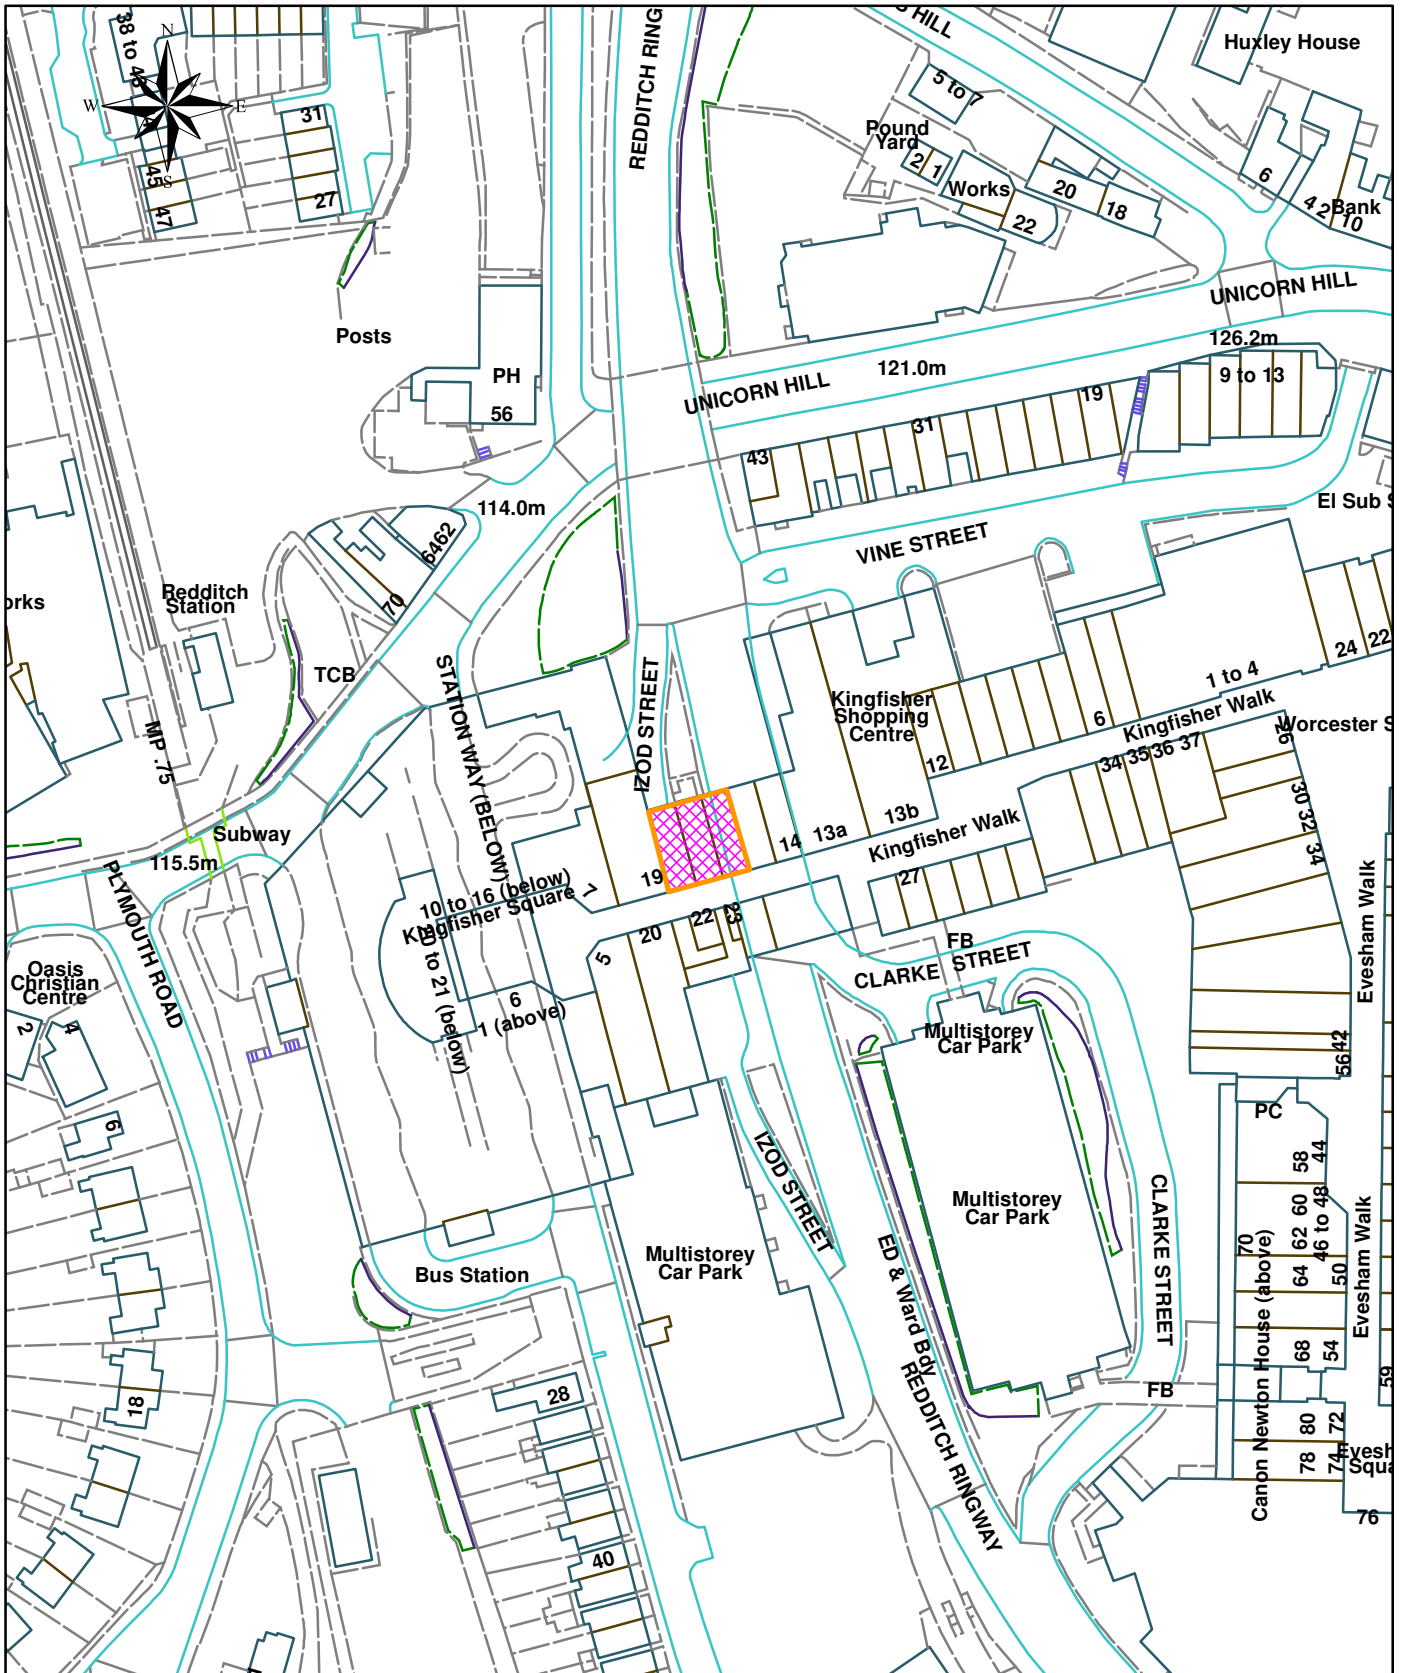 38 to 43
N
W
E
S
45
47
31
27
REDDITCH RING
S HILL
Huxley House
5 to 7
Pound
Yard
2
1
Works
22
20
18
6
4 2
Bank
10
Posts
PH
56
UNICORN HILL
126.2m
121.0m
UNICORN HILL
9 to 13
19
31
43
114.0m
El Sub S
VINE STREET
6462
70
orks
Redditch
Station
TCB
MP .75
STATION WAY (BELOW)
IZOD STREET
Kingfisher
Shopping
Centre
24
22
1 to 4
Kingfisher Walk
6
12
34
35
36
37
26
Worcester S
30
32
34
Subway
115.5m
PLYMOUTH ROAD
13b
13a
14
Kingfisher Walk
27
19
7
10 to 16 (below)
Kingfisher Square
20 to 21 (below)
20
22
23
5
6
1 (above)
FB
CLARKE STREET
Evesham Walk
Oasis
Christian
Centre
2
4
6
Multistorey
Car Park
42
56
PC
IZOD STREET
44
58
Multistorey
Car Park
CLARKE STREET
60
62
46 to 48
Evesham Walk
Multistorey
Car Park
ED & Ward Bdy
70
64
50
Bus Station
68
54
59
Canon Newton House (above)
18
28
REDDITCH RINGWAY
FB
80
72
78
74
Evesh
Squa
76
40